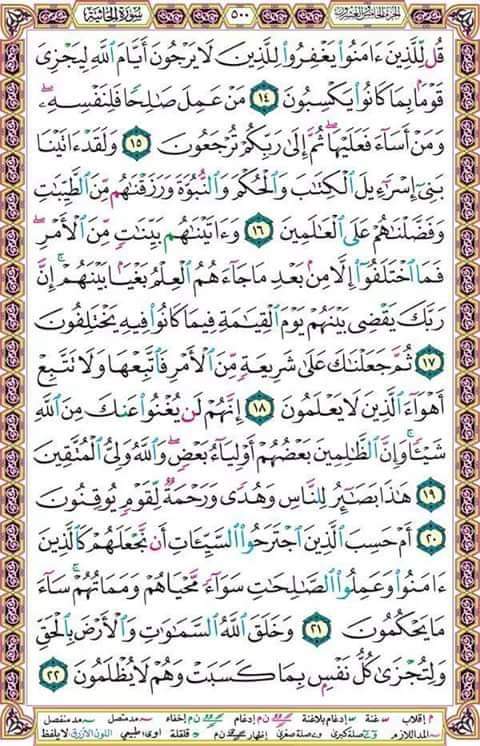 سورة الجاثية ٥٠٠ الجزء الخامس والعشرون
قُل لِّلَّذِينَ ءَامَنُوا۟ يَغْفِرُوا۟ لِلَّذِينَ لَا يَرْجُونَ أَيَّامَ ٱللَّهِ لِيَجْزِىَ
قَوْمًۢا بِمَا كَانُوا۟ يَكْسِبُونَ ١٤ مَنْ عَمِلَ صَـٰلِحًا فَلِنَفْسِهِۦ ۖ
وَمَنْ أَسَآءَ فَعَلَيْهَا ۖ ثُمَّ إِلَىٰ رَبِّكُمْ تُرْجَعُونَ ١٥ وَلَقَدْ ءَاتَيْنَا
بَنِىٓ إِسْرَٰٓءِيلَ ٱلْكِتَـٰبَ وَٱلْحُكْمَ وَٱلنُّبُوَّةَ وَرَزَقْنَـٰهُم مِّنَ ٱلطَّيِّبَـٰتِ
وَفَضَّلْنَـٰهُمْ عَلَى ٱلْعَـٰلَمِينَ ١٦ وَءَاتَيْنَـٰهُم بَيِّنَـٰتٍ مِّنَ ٱلْأَمْرِ ۖ
فَمَا ٱخْتَلَفُوٓا۟ إِلَّا مِنۢ بَعْدِ مَا جَآءَهُمُ ٱلْعِلْمُ بَغْيًۢا بَيْنَهُمْ ۚ إِنَّ
رَبَّكَ يَقْضِى بَيْنَهُمْ يَوْمَ ٱلْقِيَـٰمَةِ فِيمَا كَانُوا۟ فِيهِ يَخْتَلِفُونَ
١٧ ثُمَّ جَعَلْنَـٰكَ عَلَىٰ شَرِيعَةٍ مِّنَ ٱلْأَمْرِ فَٱتَّبِعْهَا وَلَا تَتَّبِعْ
أَهْوَآءَ ٱلَّذِينَ لَا يَعْلَمُونَ ١٨ إِنَّهُمْ لَن يُغْنُوا۟ عَنكَ مِنَ ٱللَّهِ
شَيْـًٔا ۚ وَإِنَّ ٱلظَّـٰلِمِينَ بَعْضُهُمْ أَوْلِيَآءُ بَعْضٍ ۖ وَٱللَّهُ وَلِىُّ ٱلْمُتَّقِينَ
١٩ هَـٰذَا بَصَـٰٓئِرُ لِلنَّاسِ وَهُدًى وَرَحْمَةٌ لِّقَوْمٍ يُوقِنُونَ
٢٠ أَمْ حَسِبَ ٱلَّذِينَ ٱجْتَرَحُوا۟ ٱلسَّيِّـَٔاتِ أَن نَّجْعَلَهُمْ كَٱلَّذِينَ
ءَامَنُوا۟ وَعَمِلُوا۟ ٱلصَّـٰلِحَـٰتِ سَوَآءً مَّحْيَاهُمْ وَمَمَاتُهُمْ ۚ سَآءَ
مَا يَحْكُمُونَ ٢١ وَخَلَقَ ٱللَّهُ ٱلسَّمَـٰوَٰتِ وَٱلْأَرْضَ بِٱلْحَقِّ
وَلِتُجْزَىٰ كُلُّ نَفْسٍۭ بِمَا كَسَبَتْ وَهُمْ لَا يُظْلَمُونَ ٢٢
م إقلاب س غنة إدغام بلاغنة ن م إدغام ن م إخفاء مد متصل مد منفصل
المد اللازم صلة كبرى صلة صغرى إظهار ن م قلقلة اوى: طبيعي اللون الأزرق لا يلفظ